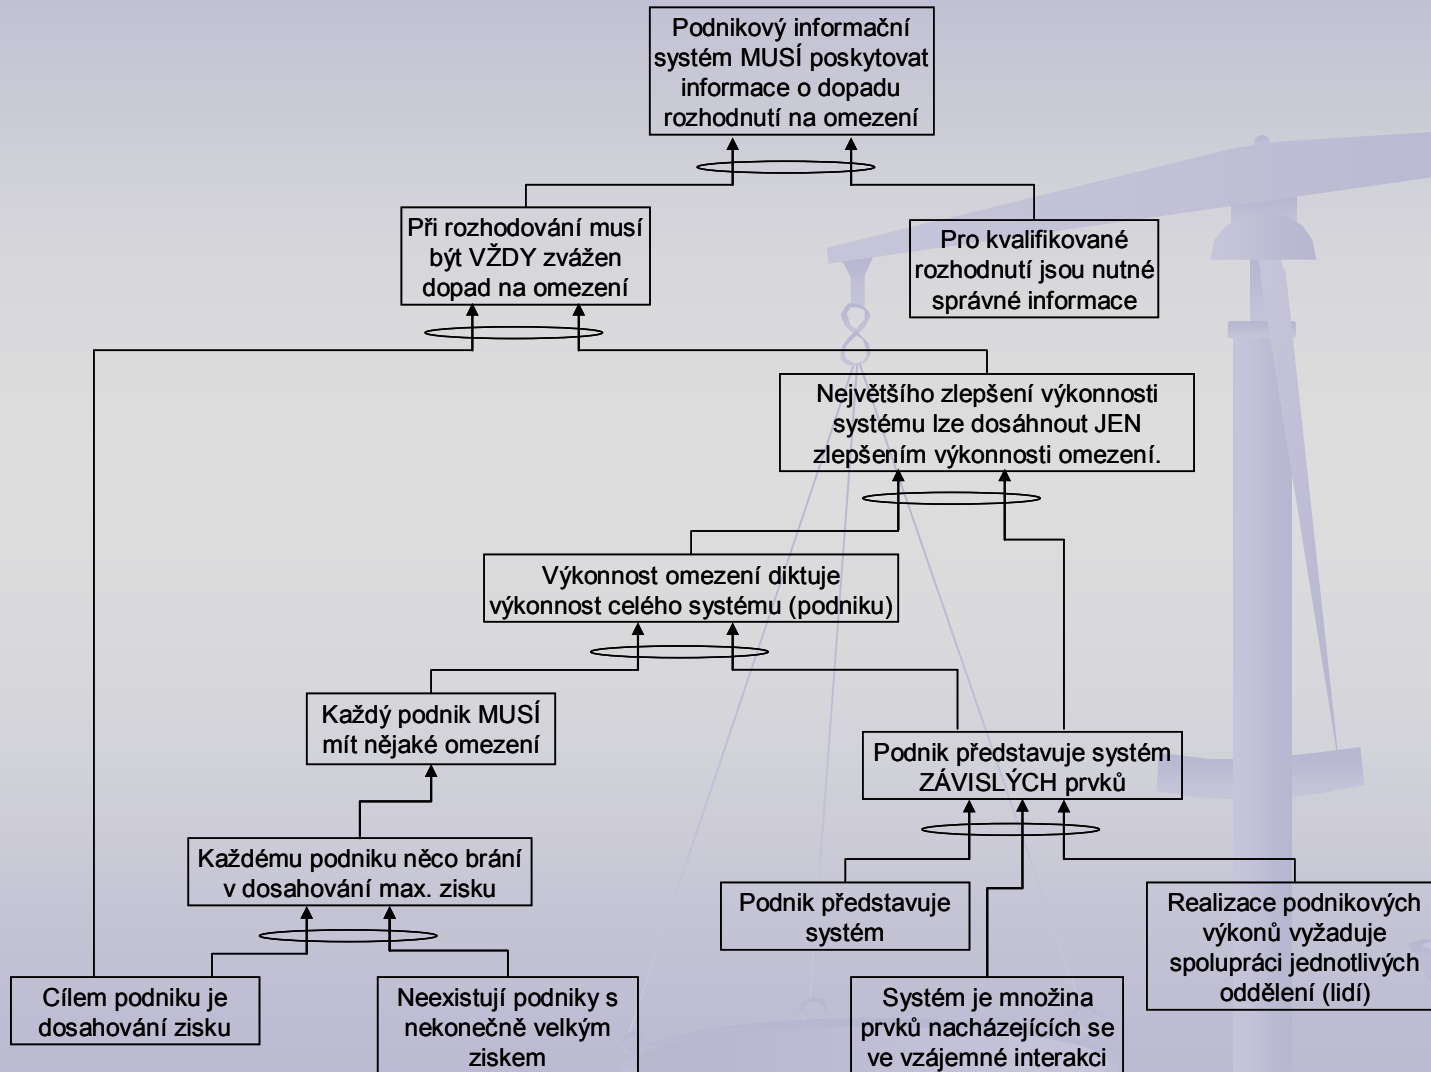 Podnikový informační
systém MUSÍ poskytovat
informace o dopadu
rozhodnutí na omezení
Při rozhodování musí
být VŽDY zvážen
dopad na omezení
Pro kvalifikované
rozhodnutí jsou nutné
správné informace
Největšího zlepšení výkonnosti
systému lze dosáhnout JEN
zlepšením výkonnosti omezení.
Výkonnost omezení diktuje
výkonnost celého systému (podniku)
Každý podnik MUSÍ
mít nějaké omezení
Podnik představuje systém
ZÁVISLÝCH prvků
Každému podniku něco brání
v dosahování max. zisku
Podnik představuje
systém
Realizace podnikových
výkonů vyžaduje
spolupráci jednotlivých
oddělení (lidí)
Cílem podniku je
dosahování zisku
Neexistují podniky s
nekonečně velkým
ziskem
Systém je množina
prvků nacházejících se
ve vzájemné interakci